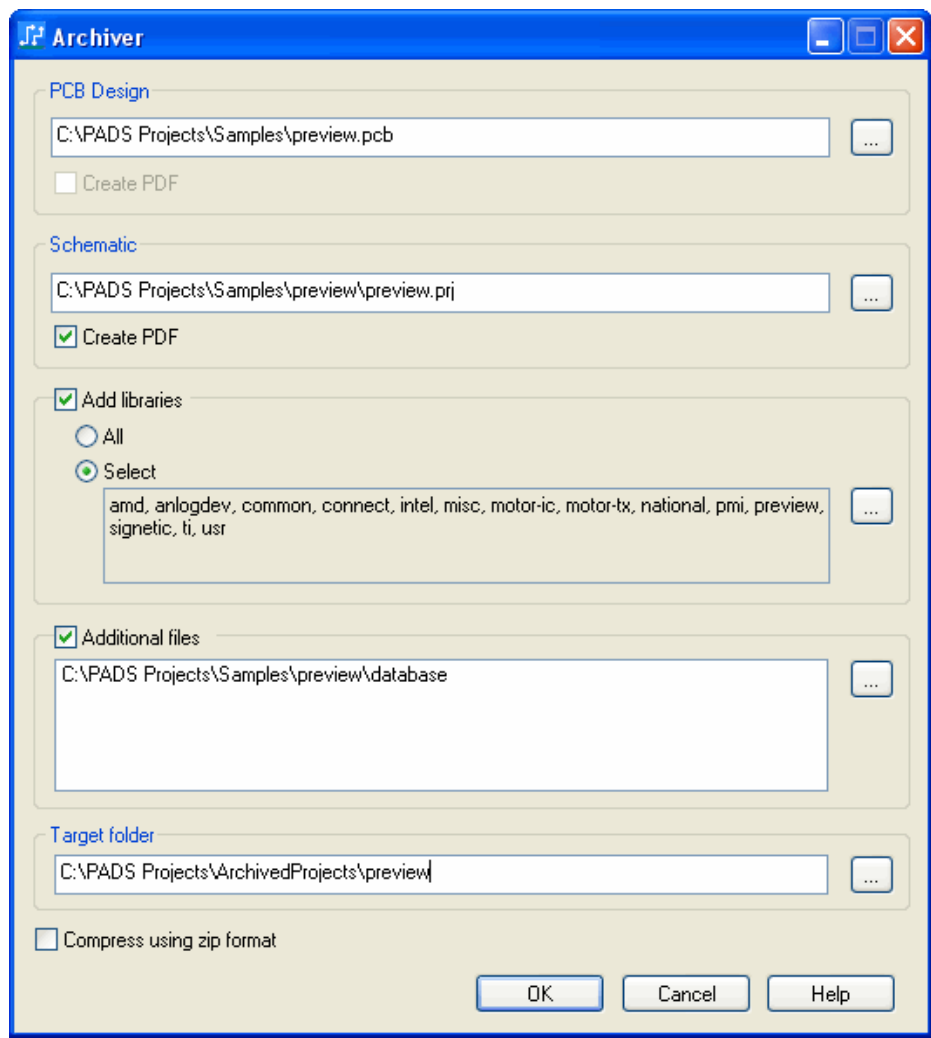 Archiver
PCB Design
C:\PADS Projects\Samples\preview.pcb
...
Create PDF
Schematic
C:\PADS Projects\Samples\preview\preview.prj
...
Create PDF
Add libraries
All
Select
amd, anlogdev, common, connect, intel, misc, motor-ic, motor-tx, national, pmi, preview,
signetic, ti, usr
...
Additional files
C:\PADS Projects\Samples\preview\database
...
Target folder
C:\PADS Projects\ArchivedProjects\preview
...
Compress using zip format
OK Cancel Help